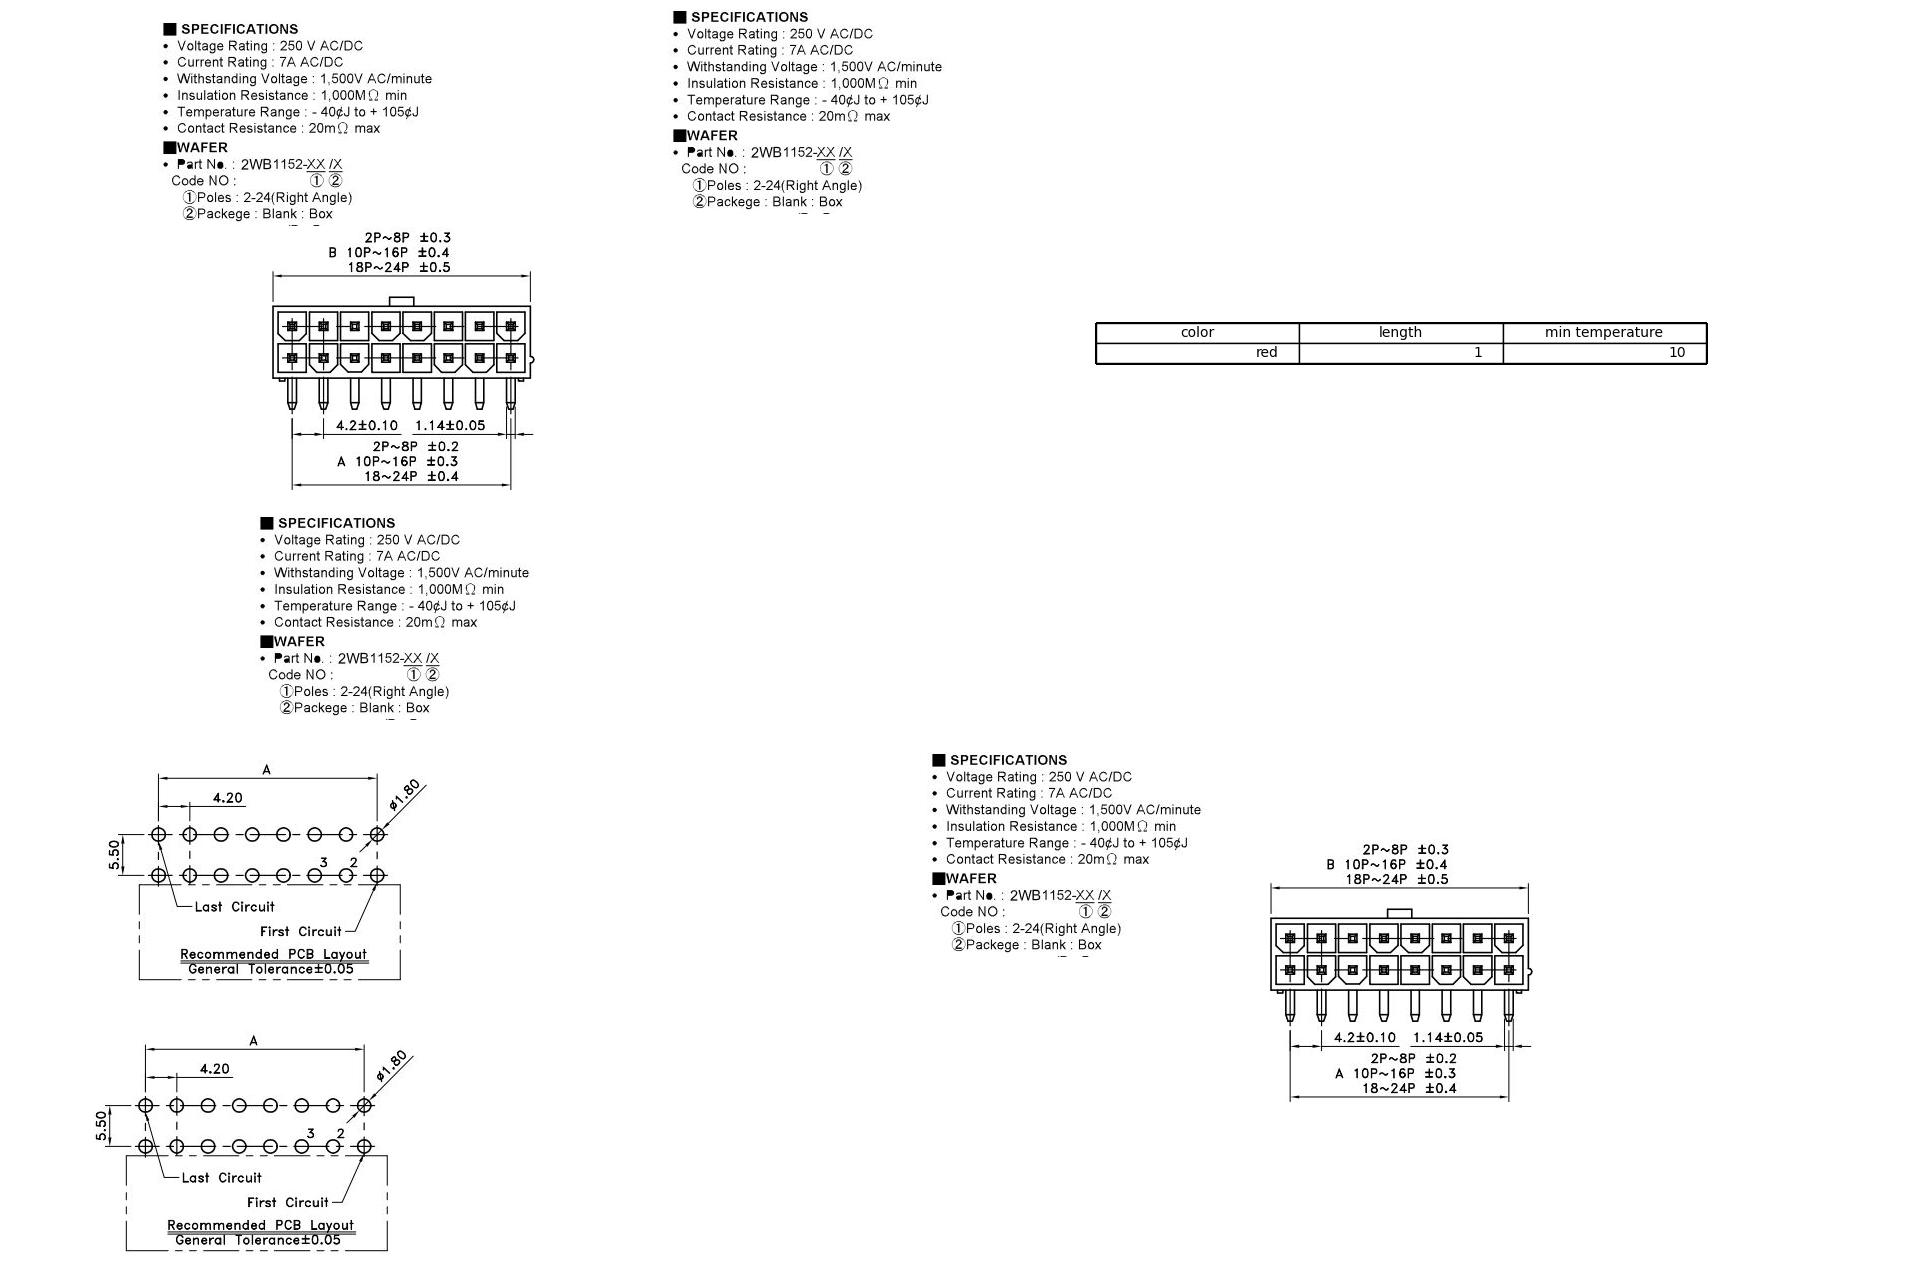 ■ SPECIFICATIONS
• Voltage Rating : 250 V AC/DC
• Current Rating : 7A AC/DC
• Withstanding Voltage : 1,500V AC/minute
• Insulation Resistance : 1,000MΩ min
• Temperature Range : - 40¢J to + 105¢J
• Contact Resistance : 20mΩ max
■WAFER
• Part No. : 2WB1152-XX /X
Code NO : ① ②
①Poles : 2-24(Right Angle)
②Packege : Blank : Box
■ SPECIFICATIONS
• Voltage Rating : 250 V AC/DC
• Current Rating : 7A AC/DC
• Withstanding Voltage : 1,500V AC/minute
• Insulation Resistance : 1,000MΩ min
• Temperature Range : - 40¢J to + 105¢J
• Contact Resistance : 20mΩ max
■WAFER
• Part No. : 2WB1152-XX /X
Code NO : ① ②
①Poles : 2-24(Right Angle)
②Packege : Blank : Box
2P~8P ±0.3
B 10P~16P ±0.4
18P~24P ±0.5
4.2±0.10 1.14±0.05
2P~8P ±0.2
A 10P~16P ±0.3
18~24P ±0.4
color length min temperature
red 1 10
■ SPECIFICATIONS
• Voltage Rating : 250 V AC/DC
• Current Rating : 7A AC/DC
• Withstanding Voltage : 1,500V AC/minute
• Insulation Resistance : 1,000MΩ min
• Temperature Range : - 40¢J to + 105¢J
• Contact Resistance : 20mΩ max
■WAFER
• Part No. : 2WB1152-XX /X
Code NO : ① ②
①Poles : 2-24(Right Angle)
②Packege : Blank : Box
A
4.20
ø1.80
5.50
3 2
Last Circuit
First Circuit
Recommended PCB Layout
General Tolerance±0.05
■ SPECIFICATIONS
• Voltage Rating : 250 V AC/DC
• Current Rating : 7A AC/DC
• Withstanding Voltage : 1,500V AC/minute
• Insulation Resistance : 1,000MΩ min
• Temperature Range : - 40¢J to + 105¢J
• Contact Resistance : 20mΩ max
■WAFER
• Part No. : 2WB1152-XX /X
Code NO : ① ②
①Poles : 2-24(Right Angle)
②Packege : Blank : Box
2P~8P ±0.3
B 10P~16P ±0.4
18P~24P ±0.5
4.2±0.10 1.14±0.05
2P~8P ±0.2
A 10P~16P ±0.3
18~24P ±0.4
A
4.20
ø1.80
5.50
3 2
Last Circuit
First Circuit
Recommended PCB Layout
General Tolerance±0.05